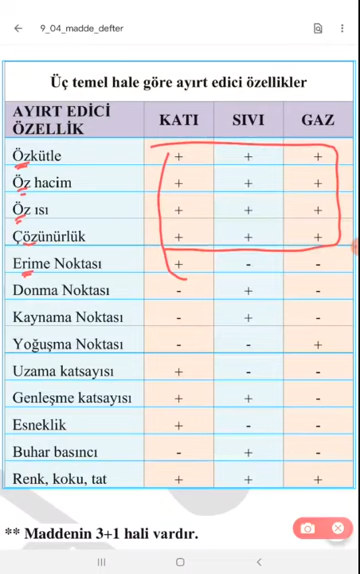 9_04_madde_defter
Üç temel hale göre ayırt edici özellikler
AYIRT EDİCİ ÖZELLİK KATI SIVI GAZ
Özkütle + + +
Öz hacim + + +
Öz ısı + + +
Çözünürlük + + +
Erime Noktası + - -
Donma Noktası - + -
Kaynama Noktası - + -
Yoğuşma Noktası - - +
Uzama katsayısı + - -
Genleşme katsayısı + + -
Esneklik + - -
Buhar basıncı - + -
Renk, koku, tat + + +
** Maddenin 3+1 hali vardır.